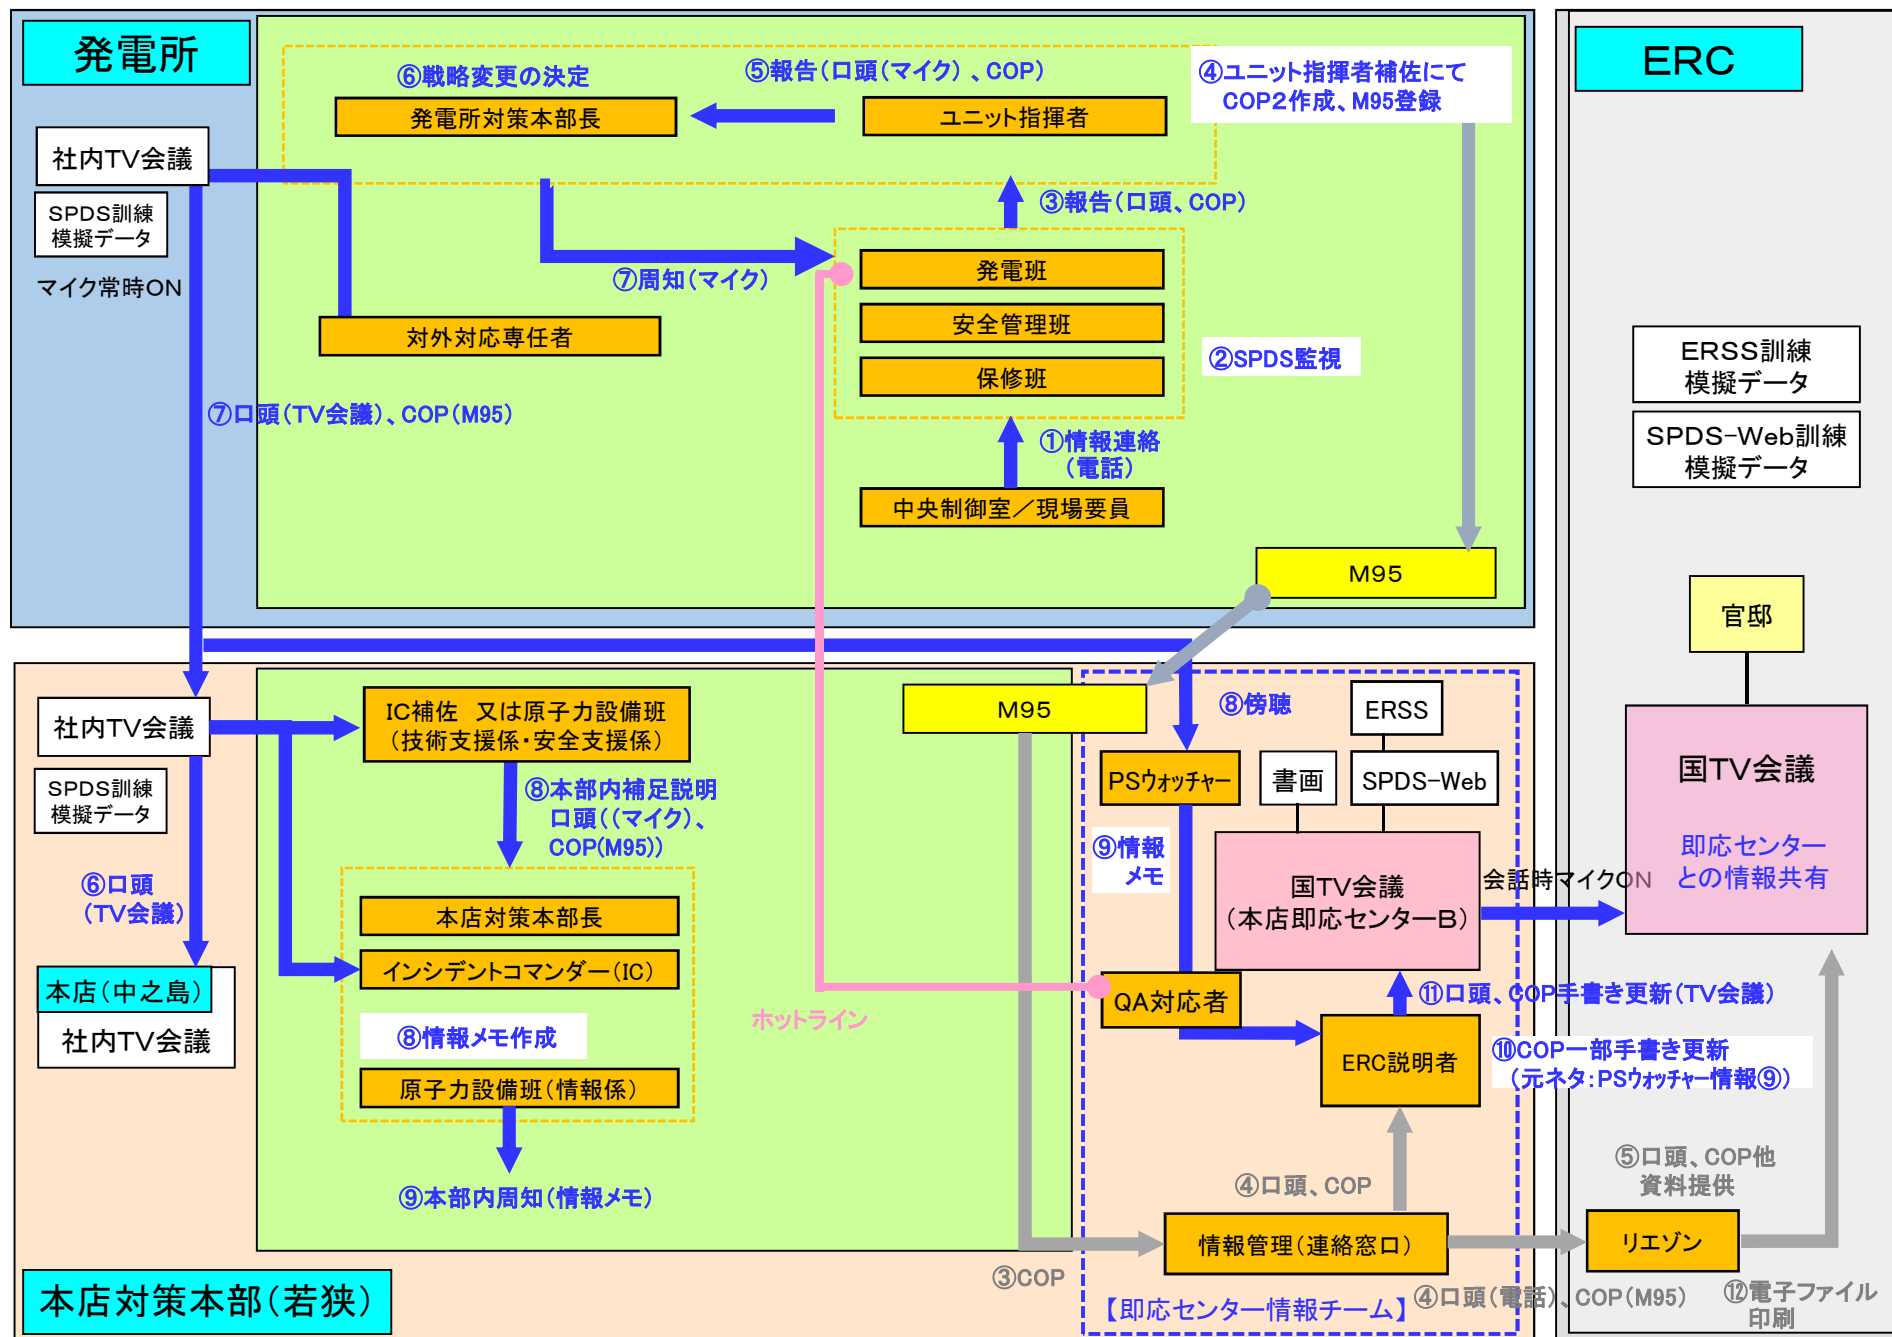 発電所
⑥戦略変更の決定
⑤報告(口頭(マイク)、COP)
④ユニット指揮者補佐にて
COP2作成、M95登録
発電所対策本部長
ユニット指揮者
社内TV会議
SPDS訓練
模擬データ
マイク常時ON
③報告(口頭、COP)
⑦周知(マイク)
発電班
安全管理班
保修班
対外対応専任者
②SPDS監視
⑦口頭(TV会議)、COP(M95)
①情報連絡
(電話)
中央制御室/現場要員
M95
ERC
ERSS訓練
模擬データ
SPDS-Web訓練
模擬データ
官邸
国TV会議
即応センター
との情報共有
社内TV会議
SPDS訓練
模擬データ
⑥口頭
(TV会議)
本店(中之島)
社内TV会議
IC補佐 又は原子力設備班
(技術支援係・安全支援係)
⑧本部内補足説明
口頭((マイク)、
COP(M95))
本店対策本部長
インシデントコマンダー(IC)
⑧情報メモ作成
原子力設備班(情報係)
⑨本部内周知(情報メモ)
ホットライン
M95
⑧傍聴
ERSS
PSウォッチャー
書画
SPDS-Web
⑨情報
メモ
国TV会議
(本店即応センターB)
会話時マイクON
QA対応者
⑪口頭、COP手書き更新(TV会議)
ERC説明者
⑩COP一部手書き更新
(元ネタ:PSウォッチャー情報⑨)
④口頭、COP
情報管理(連絡窓口)
③COP
【即応センター情報チーム】
④口頭(電話)、COP(M95)
⑤口頭、COP他
資料提供
リエゾン
⑫電子ファイル
印刷
本店対策本部(若狭)